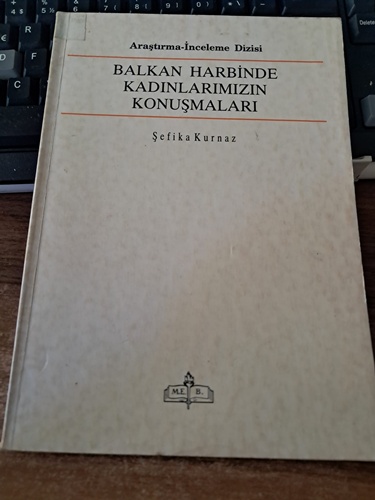 Araştırma-İnceleme Dizisi
BALKAN HARBİNDE
KADINLARIMIZIN
KONUŞMALARI
Şefika Kurnaz
M.E. B.